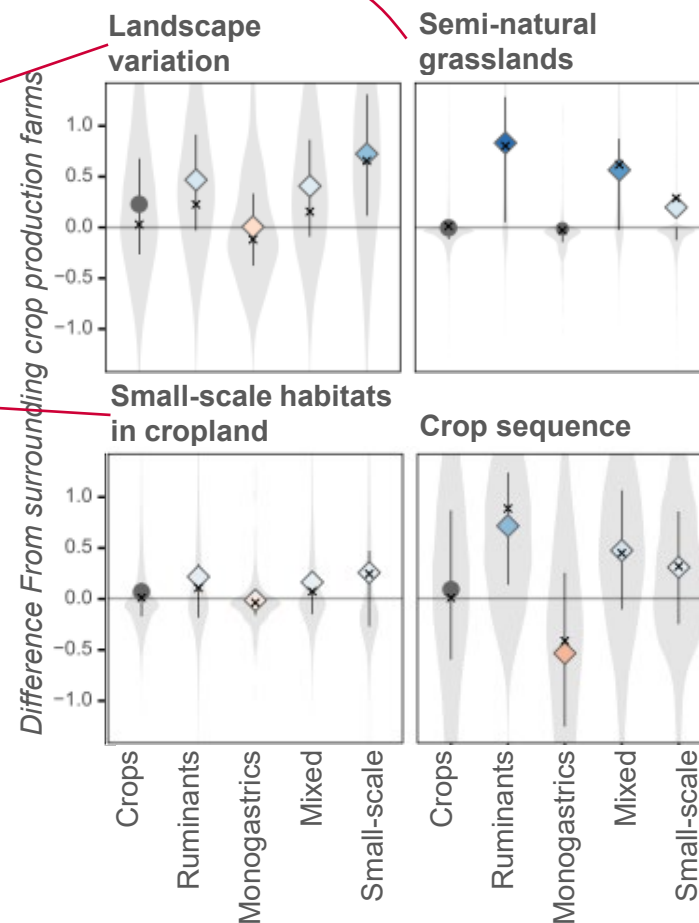 Landscape
variation
Semi-natural
grasslands
Difference From surrounding crop production farms
1.0
0.5
0.0
−0.5
−1.0
Small-scale habitats
in cropland
Crop sequence
1.0
0.5
0.0
−0.5
−1.0
Crops
Ruminants
Monogastrics
Mixed
Small-scale
Crops
Ruminants
Monogastrics
Mixed
Small-scale